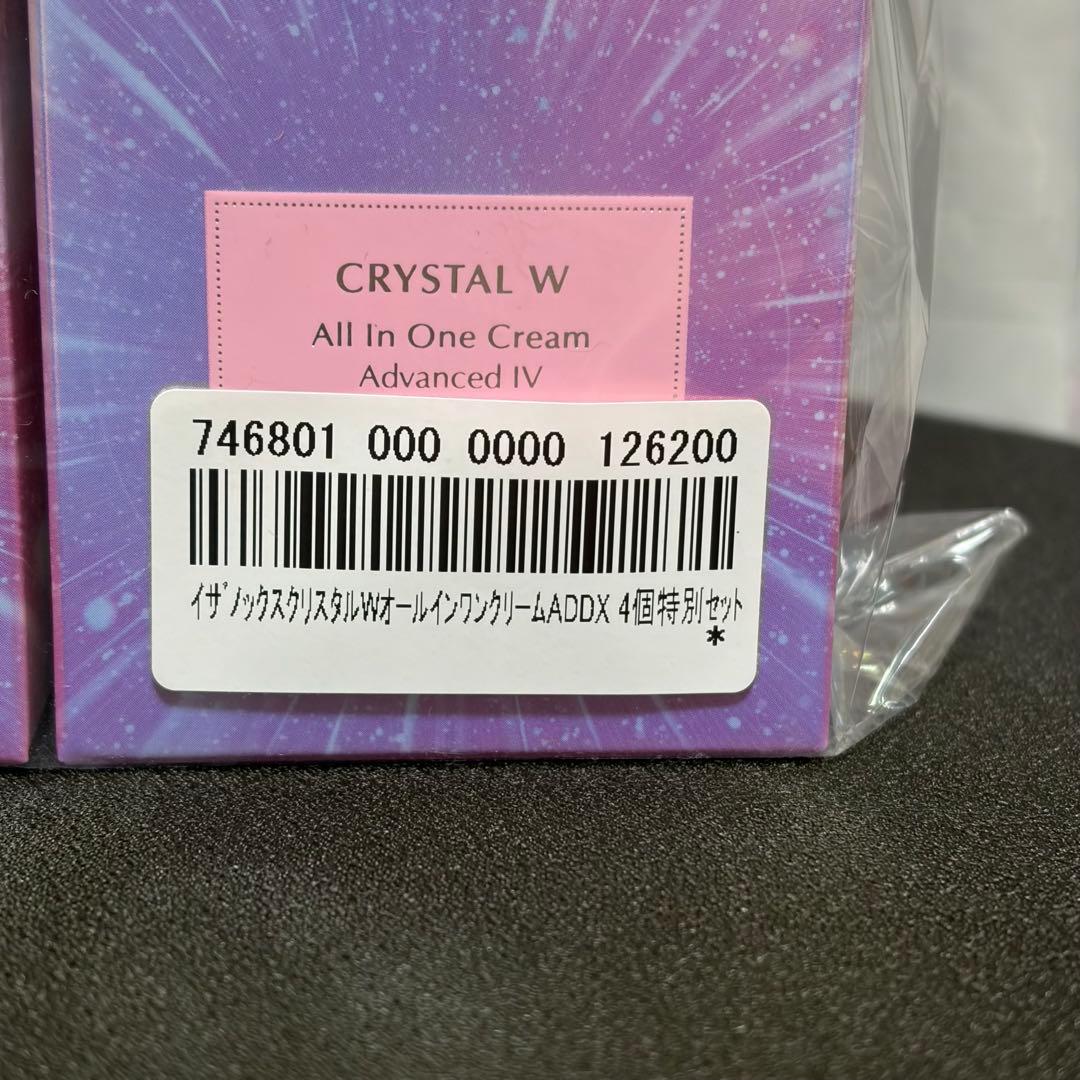 CRYSTAL W
All In One Cream
Advanced IV
746801 000 0000 126200
イザノックスクリスタルWオールインワンクリームADDX 4個特別セット
*